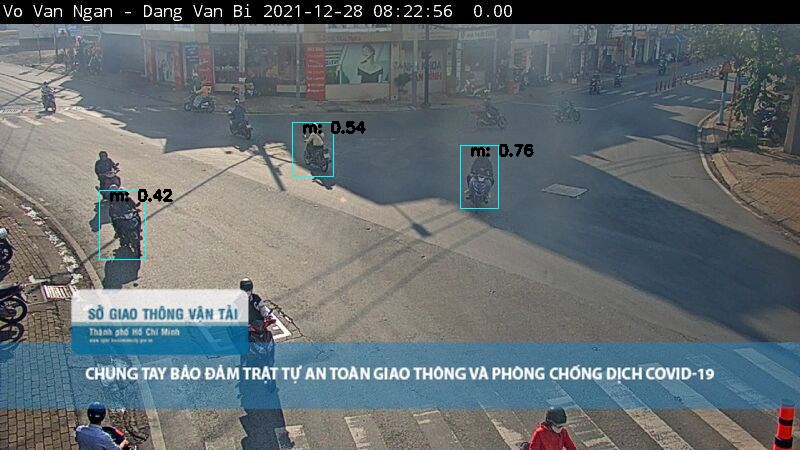 Vo Van Ngan - Dang Van Bi 2021-12-28 08:22:56 0.00
m: 0.54
m: 0.76
m: 0.42
SỞ GIAO THÔNG VẬN TẢI
Thành phố Hồ Chí Minh
CHUNG TAY BẢO ĐẢM TRẬT TỰ AN TOÀN GIAO THÔNG VÀ PHÒNG CHỐNG DỊCH COVID-19